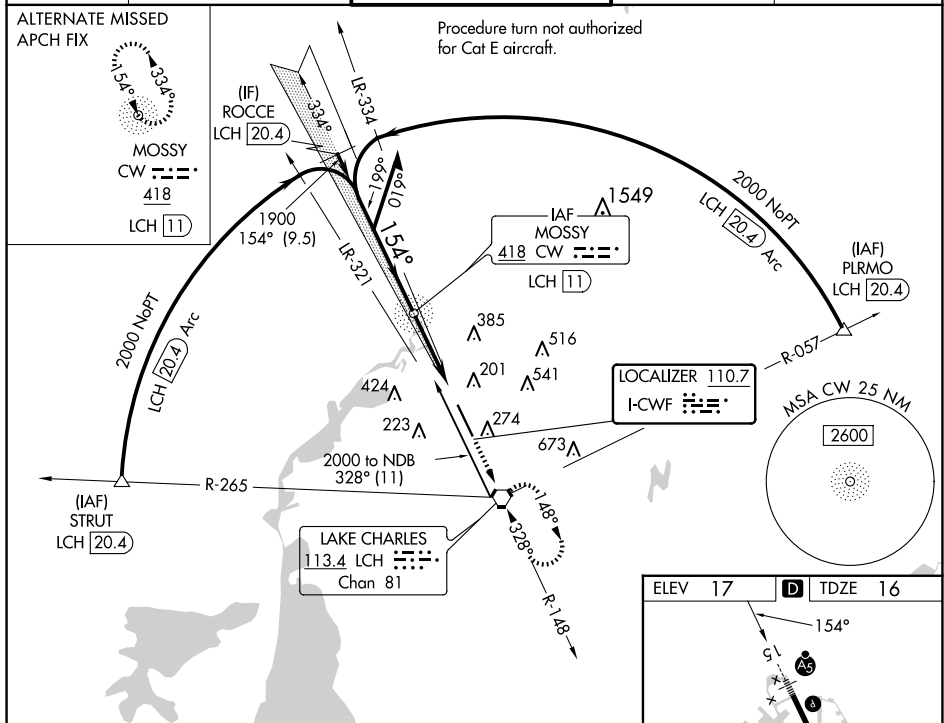 ALTERNATE MISSED
APCH FIX
154°
334°
MOSSY
CW
418
LCH 11
Procedure turn not authorized
for Cat E aircraft.
(IF)
ROCCE
LCH 20.4
334°
LR-334
199°
019°
1900
154° (9.5)
154°
LR-321
1549
IAF
MOSSY
418 CW
LCH 11
2000 NoPT
LCH 20.4 Arc
(IAF)
PLRMO
LCH 20.4
R-057
2000 NoPT
LCH 20.4 Arc
385
516
201
541
424
223
274
673
LOCALIZER 110.7
I-CWF
MSA CW 25 NM
2600
2000 to NDB
328° (11)
R-265
(IAF)
STRUT
LCH 20.4
LAKE CHARLES
113.4 LCH
Chan 81
148°
328°
R-148
ELEV 17 D TDZE 16
154°
15
A5